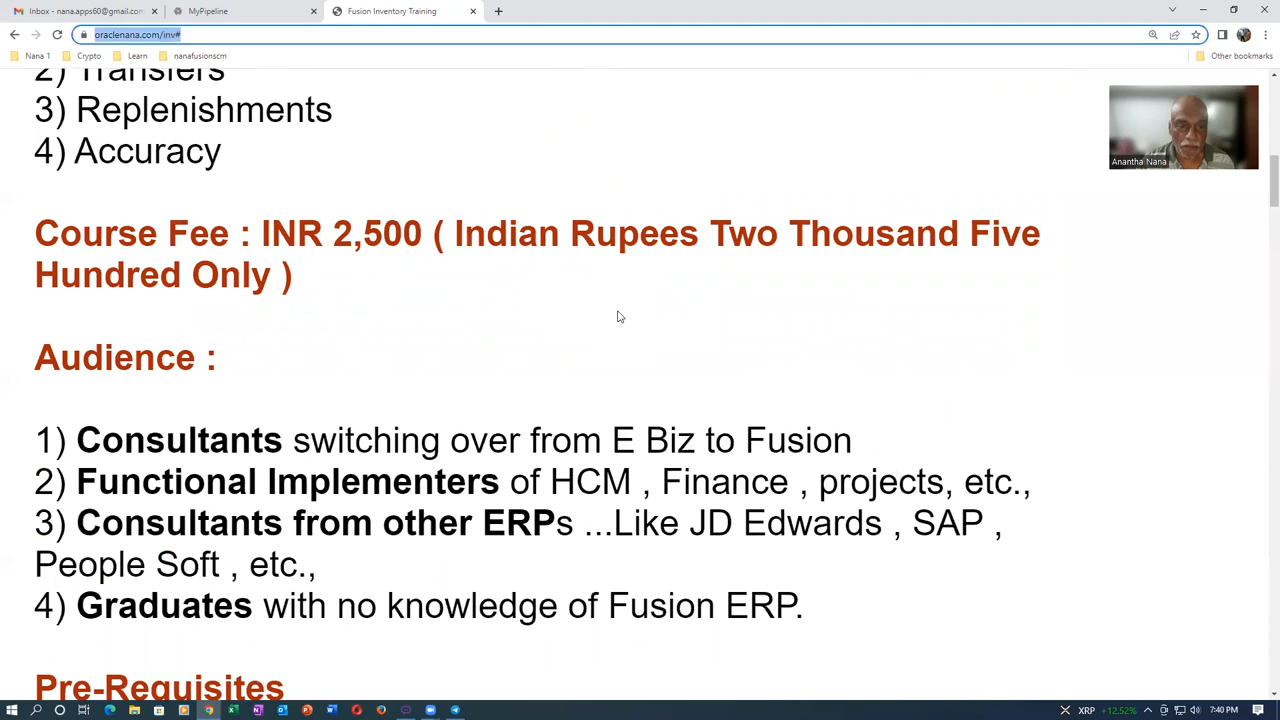 Inbox - nana.apps60@gmail.com
MyPipeline
Fusion Inventory Training
oraclenana.com/inv#
Nana 1
Crypto
Learn
nanafusionscm
Other bookmarks
2) Transfers
3) Replenishments
4) Accuracy
Anantha Nana
Course Fee : INR 2,500 ( Indian Rupees Two Thousand Five
Hundred Only )
Audience :
1) Consultants switching over from E Biz to Fusion
2) Functional Implementers of HCM , Finance , projects, etc.,
3) Consultants from other ERPs ...Like JD Edwards , SAP ,
People Soft , etc.,
4) Graduates with no knowledge of Fusion ERP.
Pre-Requisites
XRP +12.52%
7:40 PM